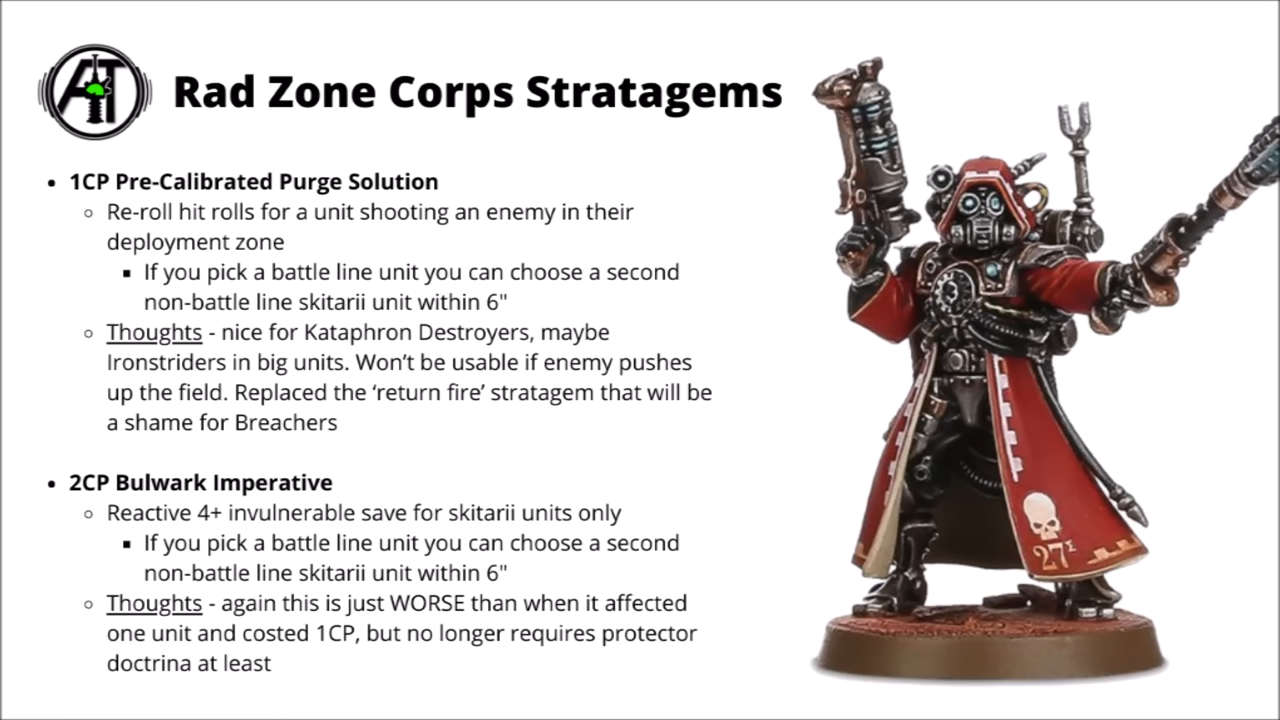 AT
Rad Zone Corps Stratagems
• 1CP Pre-Calibrated Purge Solution
○ Re-roll hit rolls for a unit shooting an enemy in their
deployment zone
▪ If you pick a battle line unit you can choose a second
non-battle line skitarii unit within 6"
○ Thoughts - nice for Kataphron Destroyers, maybe
Ironstriders in big units. Won’t be usable if enemy pushes
up the field. Replaced the ‘return fire’ stratagem that will be
a shame for Breachers
• 2CP Bulwark Imperative
○ Reactive 4+ invulnerable save for skitarii units only
▪ If you pick a battle line unit you can choose a second
non-battle line skitarii unit within 6"
○ Thoughts - again this is just WORSE than when it affected
one unit and costed 1CP, but no longer requires protector
doctrina at least
27